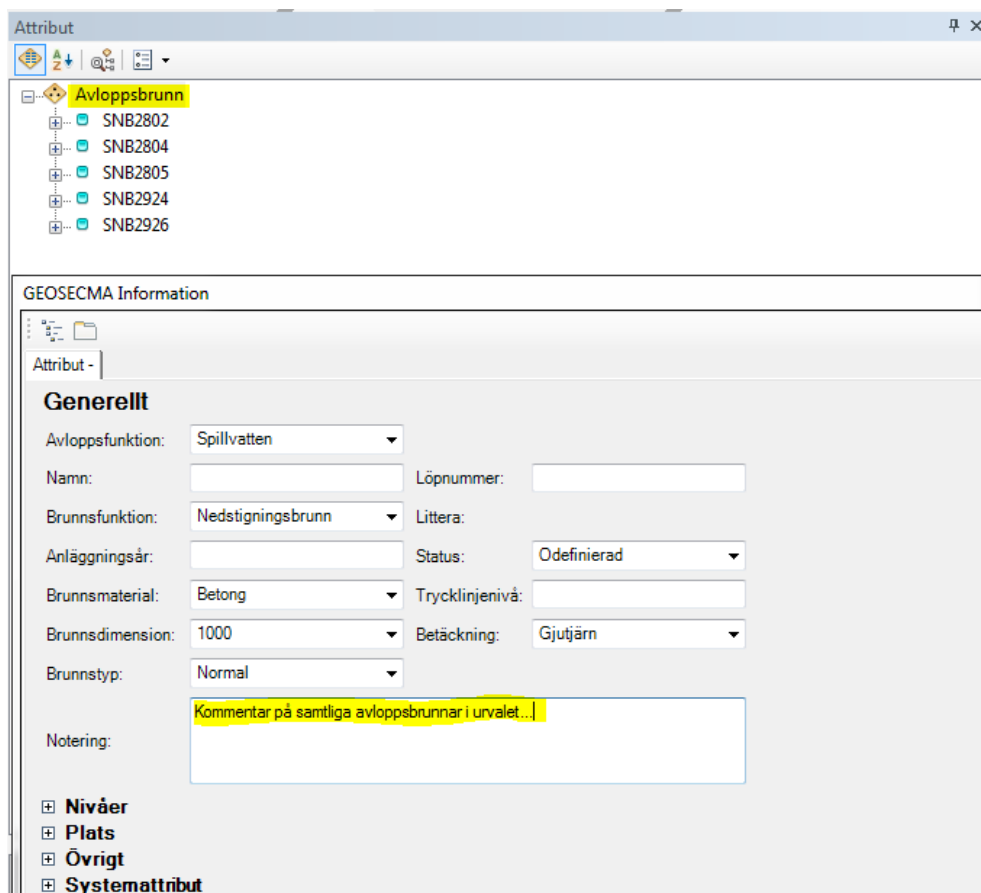 Attribut
Avloppsbrunn
SNB2802
SNB2804
SNB2805
SNB2924
SNB2926
GEOSECMA Information
Attribut -
Generellt
Avloppsfunktion: Spillvatten
Namn: Löpnummer:
Brunnsfunktion: Nedstigningsbrunn Littera:
Anläggningsår: Status: Odefinierad
Brunnsmaterial: Betong Trycklinjenivå:
Brunnsdimension: 1000 Betäckning: Gjutjärn
Brunnstyp: Normal
Kommentar på samtliga avloppsbrunnar i urvalet...
Notering:
Nivåer
Plats
Övrigt
Systemattribut